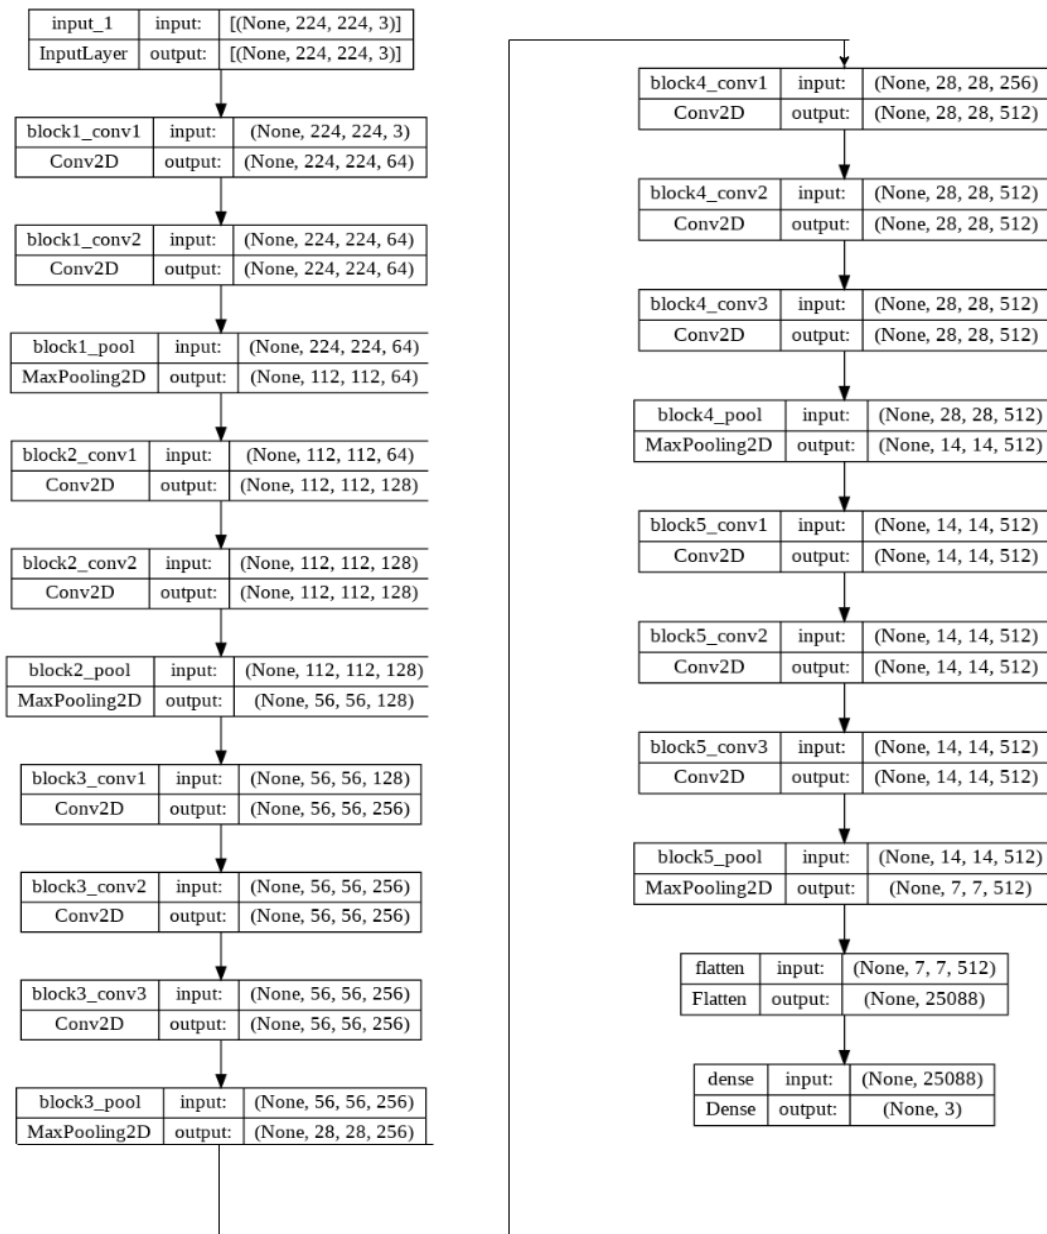 input_1 input: [(None, 224, 224, 3)]
InputLayer output: [(None, 224, 224, 3)]
block1_conv1 input: (None, 224, 224, 3)
Conv2D output: (None, 224, 224, 64)
block1_conv2 input: (None, 224, 224, 64)
Conv2D output: (None, 224, 224, 64)
block1_pool input: (None, 224, 224, 64)
MaxPooling2D output: (None, 112, 112, 64)
block2_conv1 input: (None, 112, 112, 64)
Conv2D output: (None, 112, 112, 128)
block2_conv2 input: (None, 112, 112, 128)
Conv2D output: (None, 112, 112, 128)
block2_pool input: (None, 112, 112, 128)
MaxPooling2D output: (None, 56, 56, 128)
block3_conv1 input: (None, 56, 56, 128)
Conv2D output: (None, 56, 56, 256)
block3_conv2 input: (None, 56, 56, 256)
Conv2D output: (None, 56, 56, 256)
block3_conv3 input: (None, 56, 56, 256)
Conv2D output: (None, 56, 56, 256)
block3_pool input: (None, 56, 56, 256)
MaxPooling2D output: (None, 28, 28, 256)
block4_conv1 input: (None, 28, 28, 256)
Conv2D output: (None, 28, 28, 512)
block4_conv2 input: (None, 28, 28, 512)
Conv2D output: (None, 28, 28, 512)
block4_conv3 input: (None, 28, 28, 512)
Conv2D output: (None, 28, 28, 512)
block4_pool input: (None, 28, 28, 512)
MaxPooling2D output: (None, 14, 14, 512)
block5_conv1 input: (None, 14, 14, 512)
Conv2D output: (None, 14, 14, 512)
block5_conv2 input: (None, 14, 14, 512)
Conv2D output: (None, 14, 14, 512)
block5_conv3 input: (None, 14, 14, 512)
Conv2D output: (None, 14, 14, 512)
block5_pool input: (None, 14, 14, 512)
MaxPooling2D output: (None, 7, 7, 512)
flatten input: (None, 7, 7, 512)
Flatten output: (None, 25088)
dense input: (None, 25088)
Dense output: (None, 3)